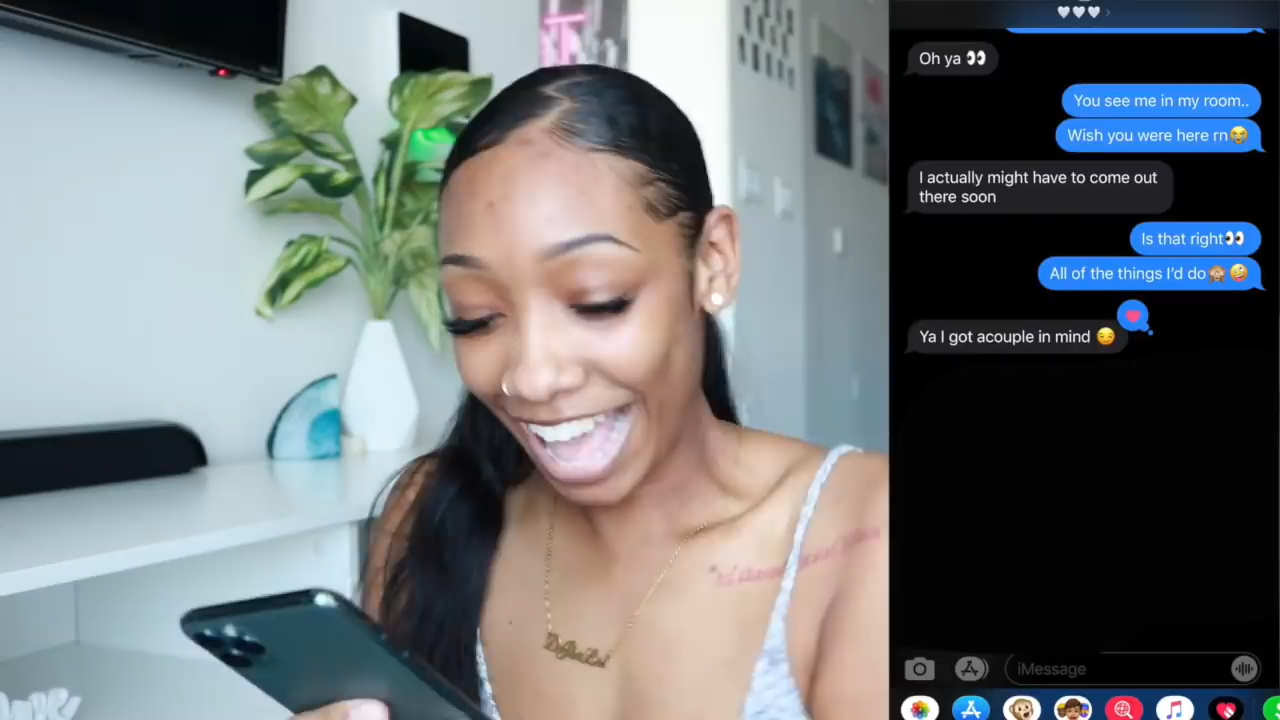 Oh ya 👀
You see me in my room..
Wish you were here rn😭
I actually might have to come out
there soon
Is that right👀
All of the things I'd do🙈🤪
Ya I got acouple in mind 😏
iMessage